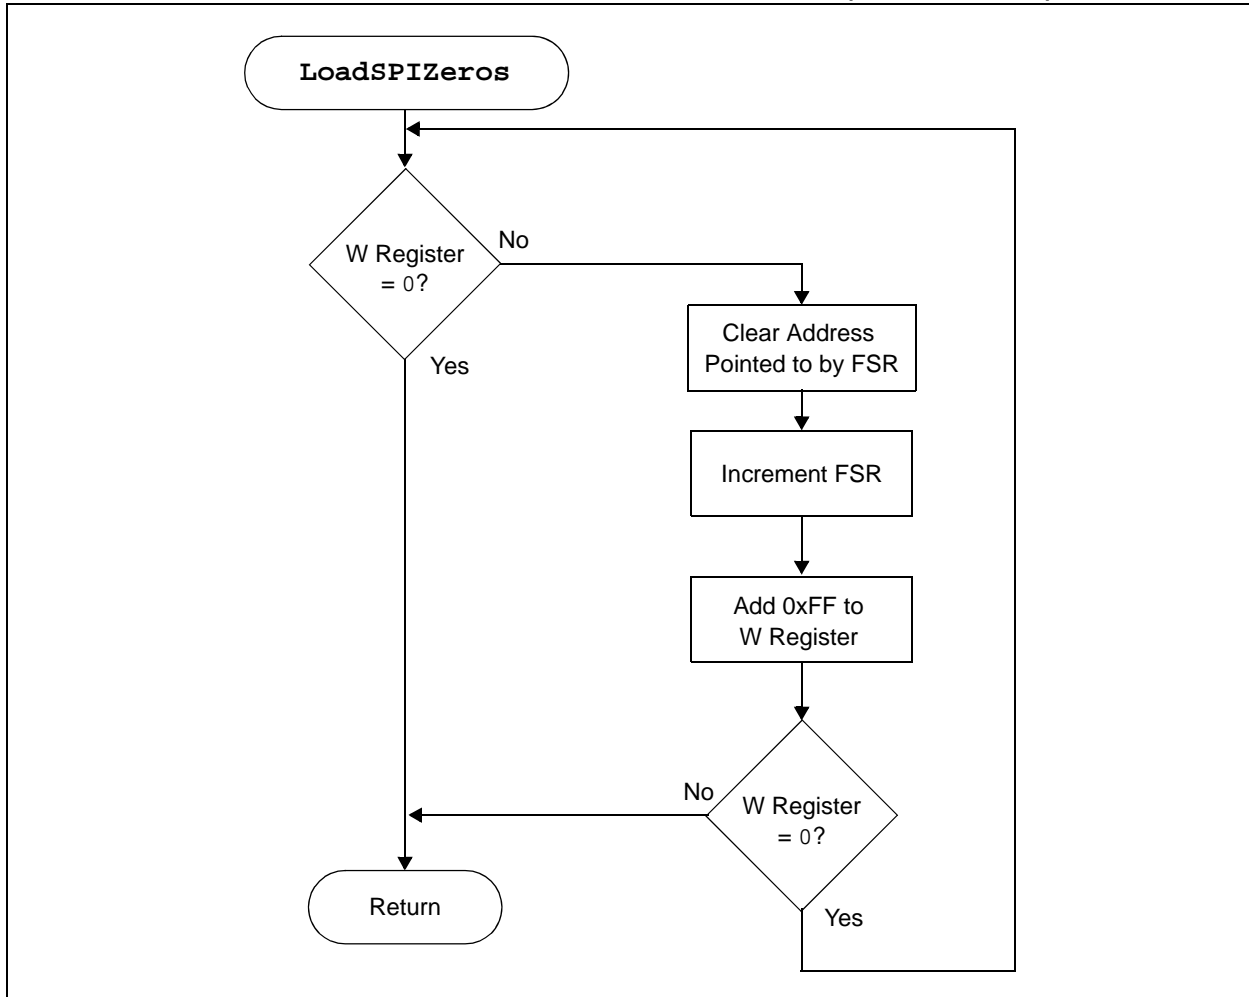 LoadSPIZeros
W Register
= 0?
No
Yes
Clear Address
Pointed to by FSR
Increment FSR
Add 0xFF to
W Register
No
W Register
= 0?
Yes
Return